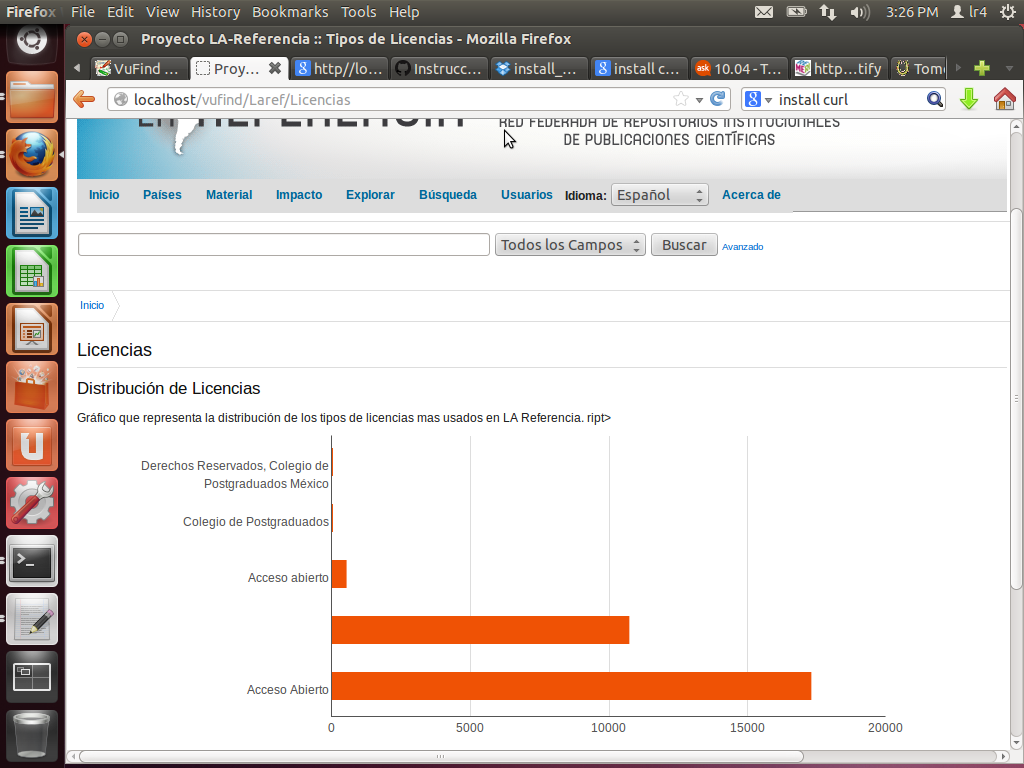 Firefox File Edit View History Bookmarks Tools Help 3:26 PM lr4
Proyecto LA-Referencia :: Tipos de Licencias - Mozilla Firefox
VuFind ... Proy... http://lo... Instrucc... install_... install c... 10.04 - T... http...tify Tom
localhost/vufind/Laref/Licencias install curl
RED FEDERADA DE REPOSITORIOS INSTITUCIONALES
DE PUBLICACIONES CIENTÍFICAS
Inicio Países Material Impacto Explorar Búsqueda Usuarios Idioma: Español Acerca de
Todos los Campos Buscar Avanzado
Inicio
Licencias
Distribución de Licencias
Gráfico que representa la distribución de los tipos de licencias mas usados en LA Referencia. ript>
Derechos Reservados, Colegio de
Postgraduados México
Colegio de Postgraduados
Acceso abierto
Acceso Abierto
0 5000 10000 15000 20000